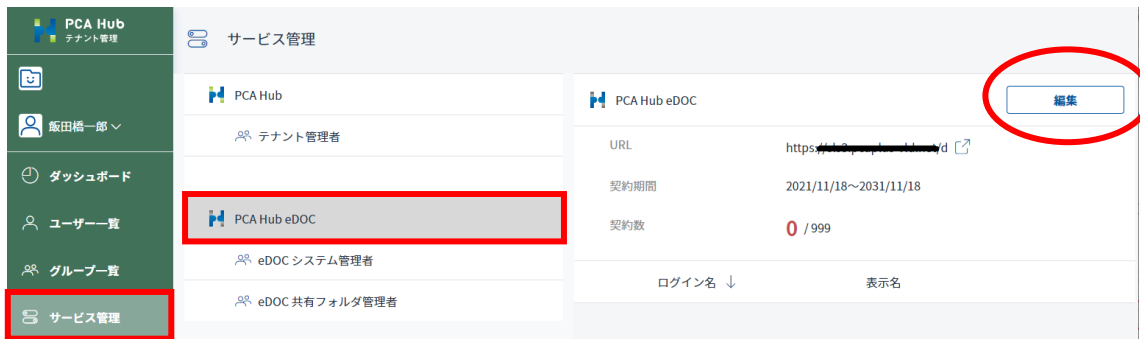 PCA Hub
テナント管理
飯田橋一郎
ダッシュボード
ユーザー一覧
グループ一覧
サービス管理
サービス管理
PCA Hub
テナント管理者
PCA Hub eDOC
eDOC システム管理者
eDOC 共有フォルダ管理者
PCA Hub eDOC
編集
URL https:/ /d
契約期間 2021/11/18～2031/11/18
契約数 0 / 999
ログイン名 ↓ 表示名